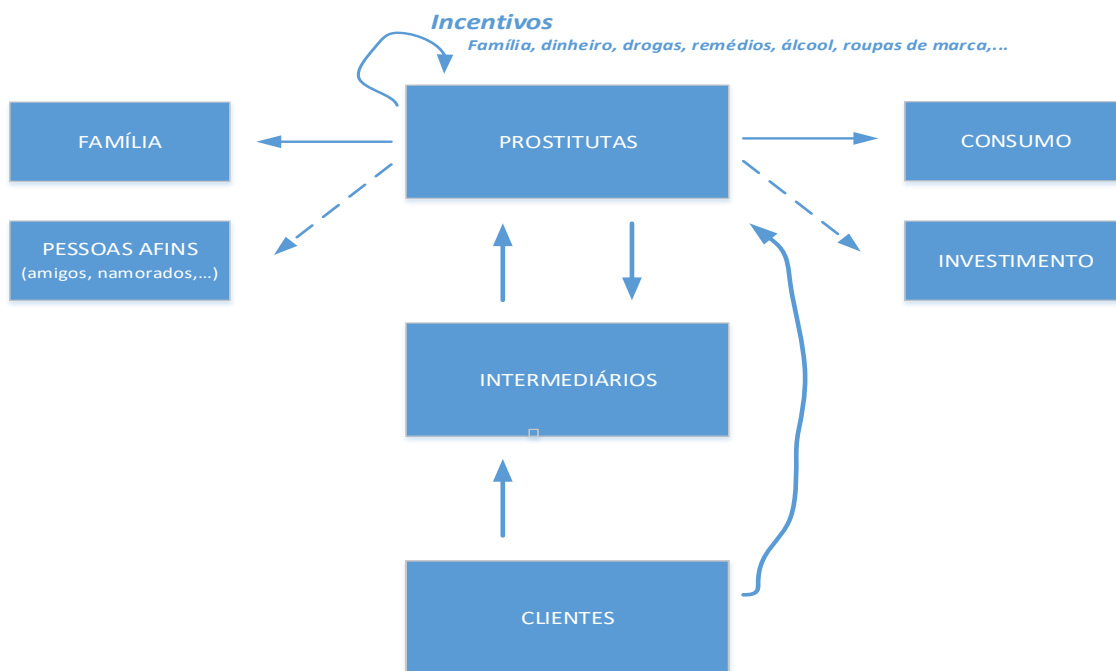 Incentivos
Família, dinheiro, drogas, remédios, álcool, roupas de marca,...
FAMÍLIA
PROSTITUTAS
CONSUMO
PESSOAS AFINS
(amigos, namorados,...)
INVESTIMENTO
INTERMEDIÁRIOS
CLIENTES